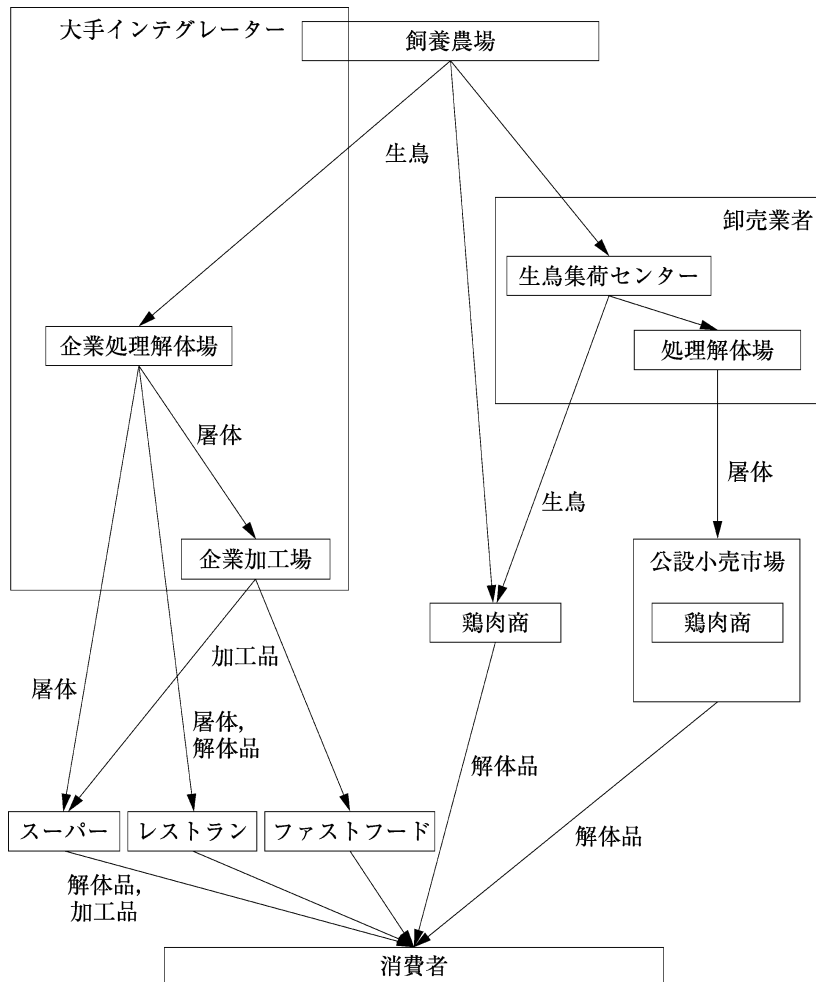 大手インテグレーター
飼養農場
生鳥
卸売業者
生鳥集荷センター
企業処理解体場
処理解体場
屠体
生鳥
屠体
企業加工場
公設小売市場
鶏肉商
鶏肉商
加工品
屠体
屠体,
解体品
解体品
スーパー
レストラン
ファストフード
解体品
解体品,
加工品
消費者